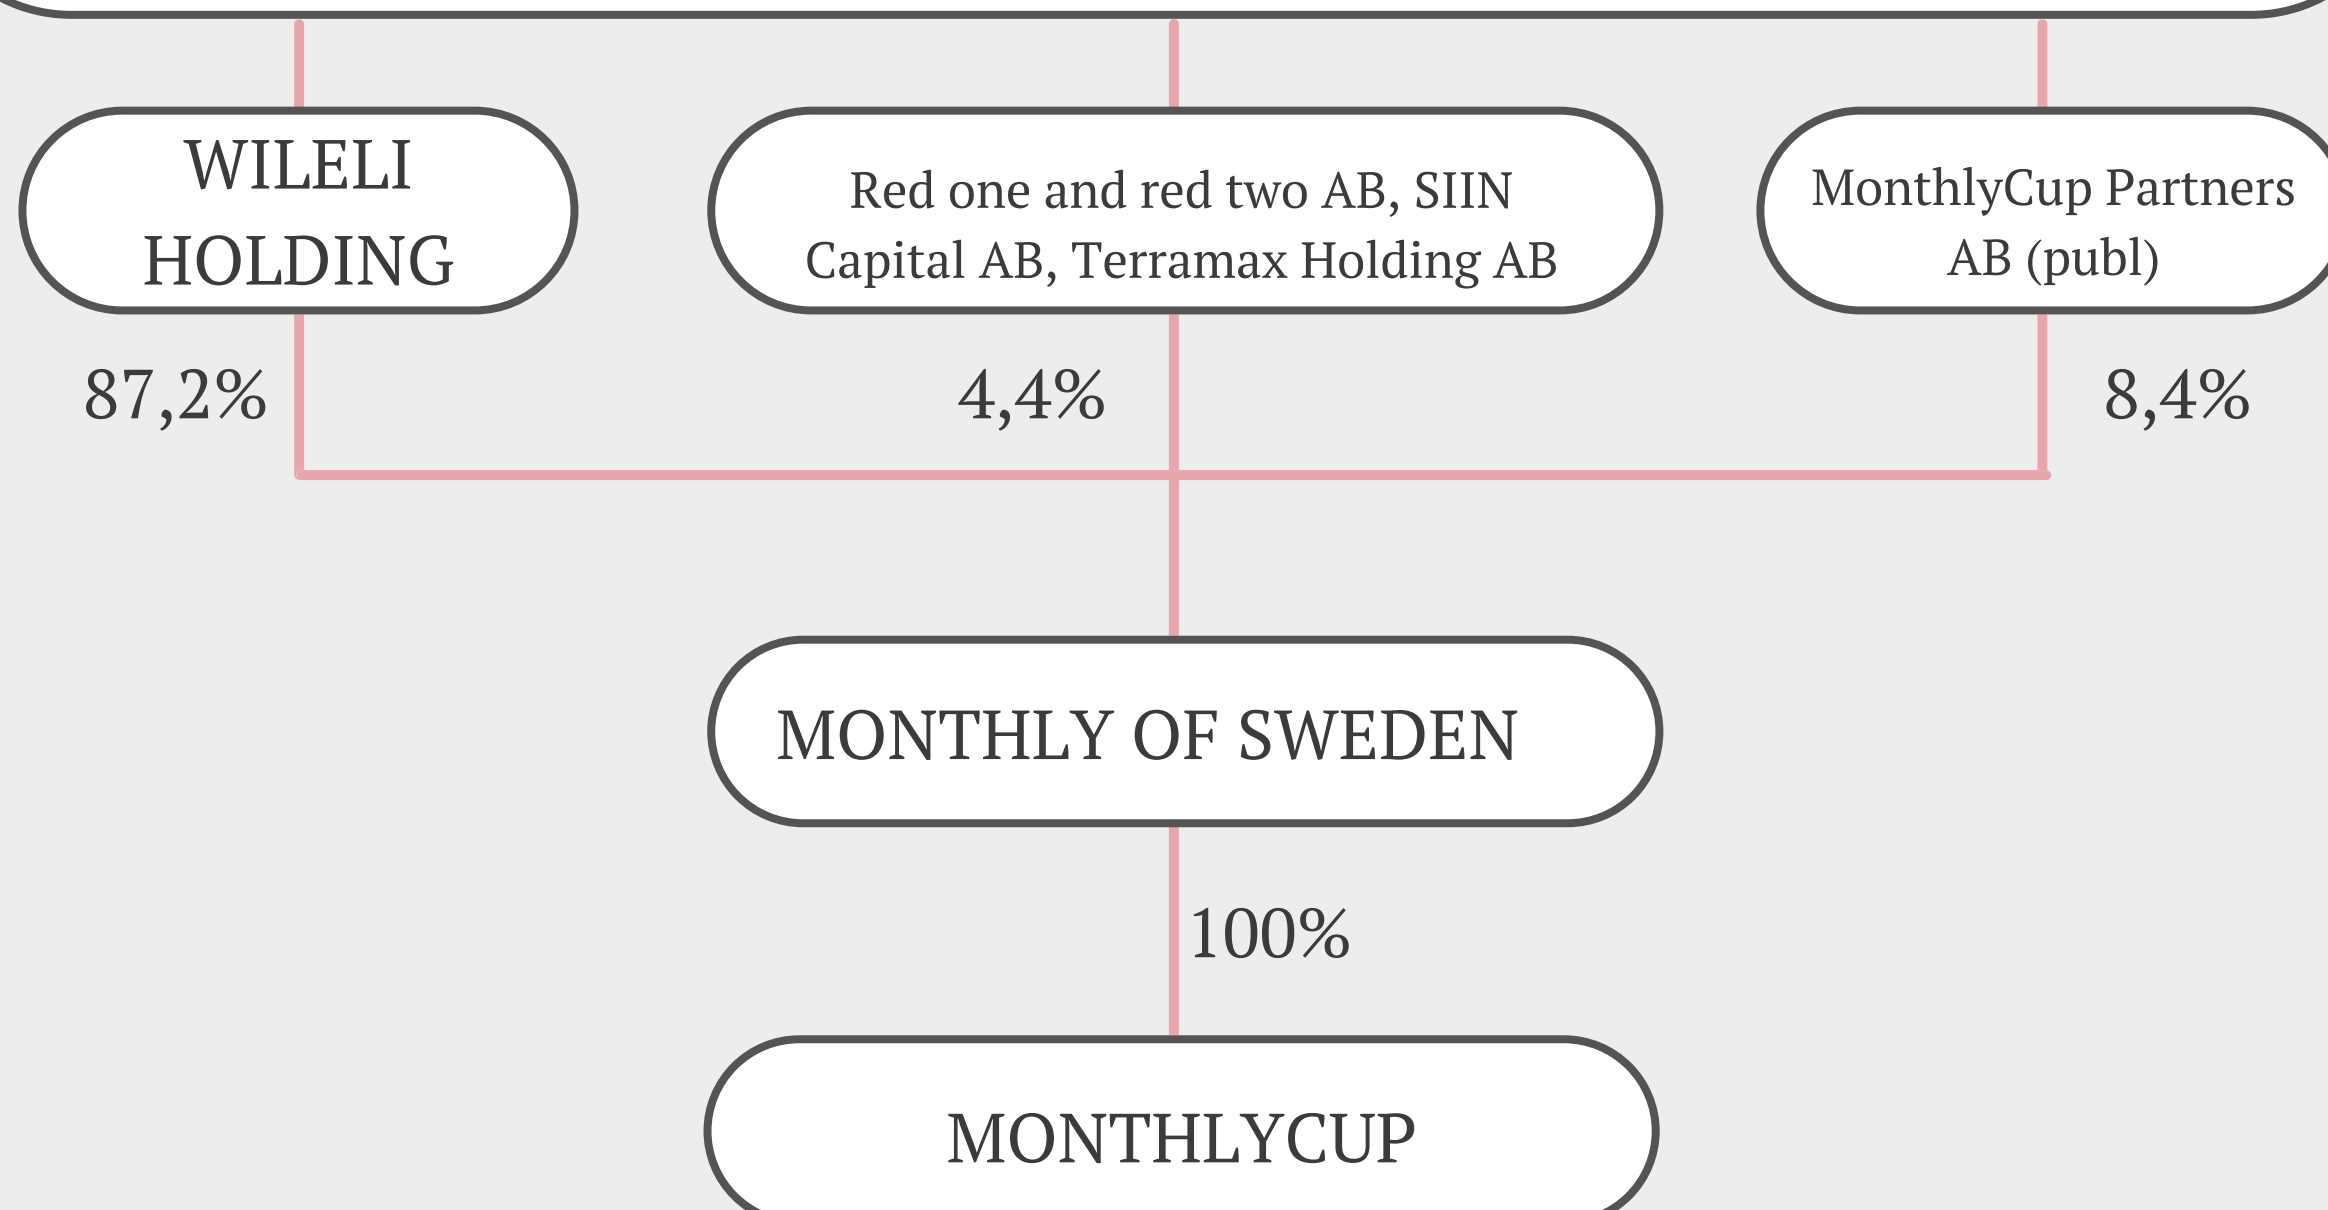 WILELI
HOLDING
Red one and red two AB, SIIN
Capital AB, Terramax Holding AB
MonthlyCup Partners
AB (publ)
87,2%
4,4%
8,4%
MONTHLY OF SWEDEN
100%
MONTHLYCUP